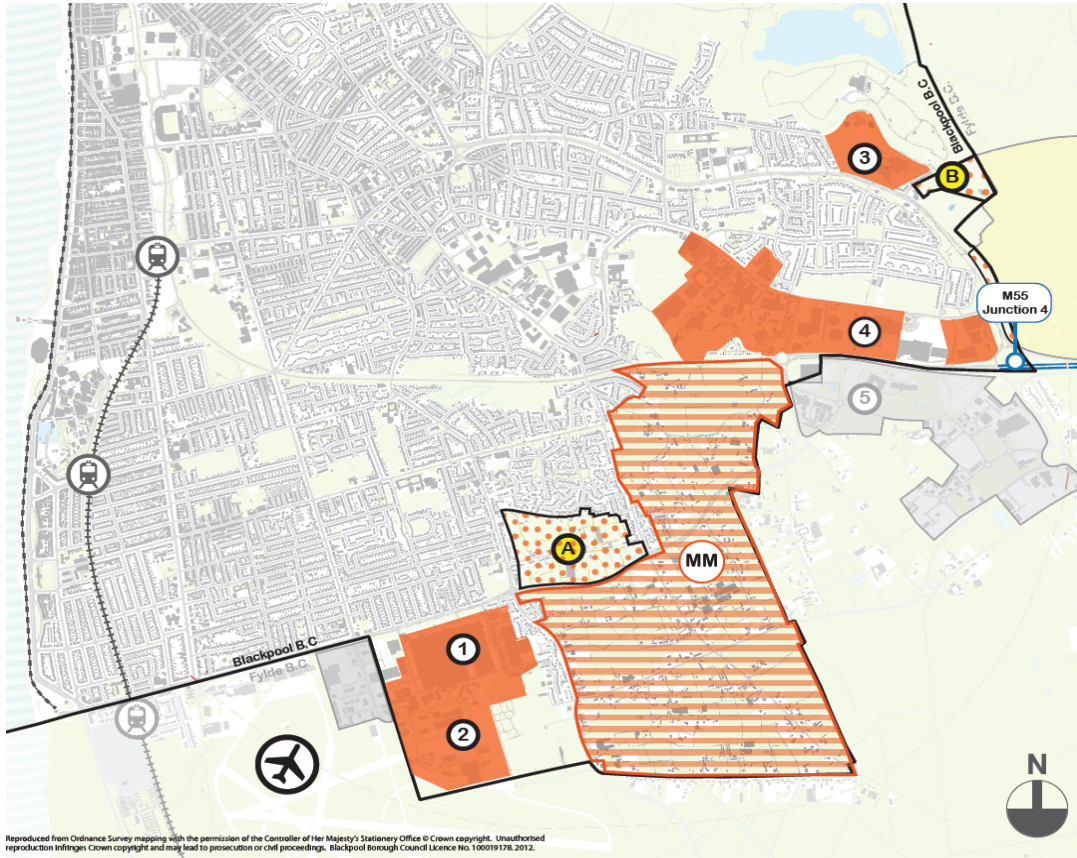 Blackpool B.C
Fylde B.C.
3
B
M55
Junction 4
4
5
A
MM
Blackpool B.C
Fylde B.C.
1
2
N
Reproduced from Ordnance Survey mapping with the permission of the Controller of Her Majesty's Stationery Office © Crown copyright. Unauthorised
reproduction infringes Crown copyright and may lead to prosecution or civil proceedings. Blackpool Borough Council Licence No. 100019178. 2012.